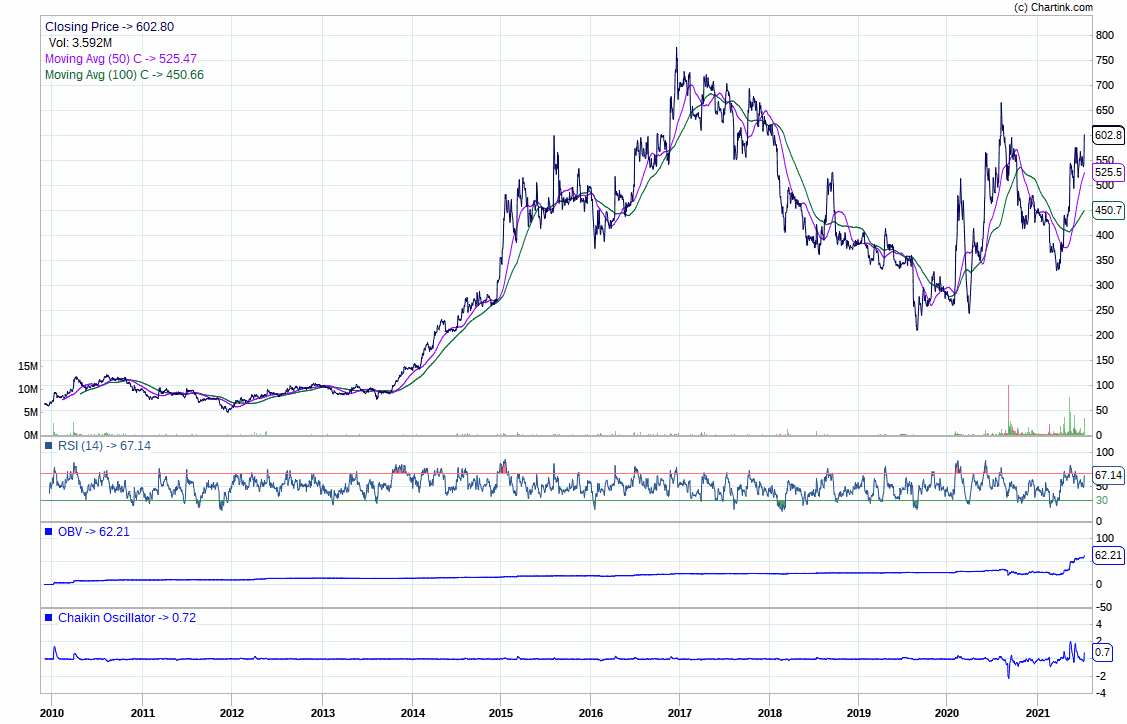 (c) Chartink.com
Closing Price -> 602.80
Vol: 3.592M
Moving Avg (50) C -> 525.47
Moving Avg (100) C -> 450.66
800
750
700
650
602.8
550
525.5
500
450.7
400
350
300
250
200
150
100
50
0
15M
10M
5M
0M
RSI (14) -> 67.14
100
67.14
50
30
0
OBV -> 62.21
100
62.21
0
-50
Chaikin Oscillator -> 0.72
4
2
0.7
-2
-4
2010 2011 2012 2013 2014 2015 2016 2017 2018 2019 2020 2021